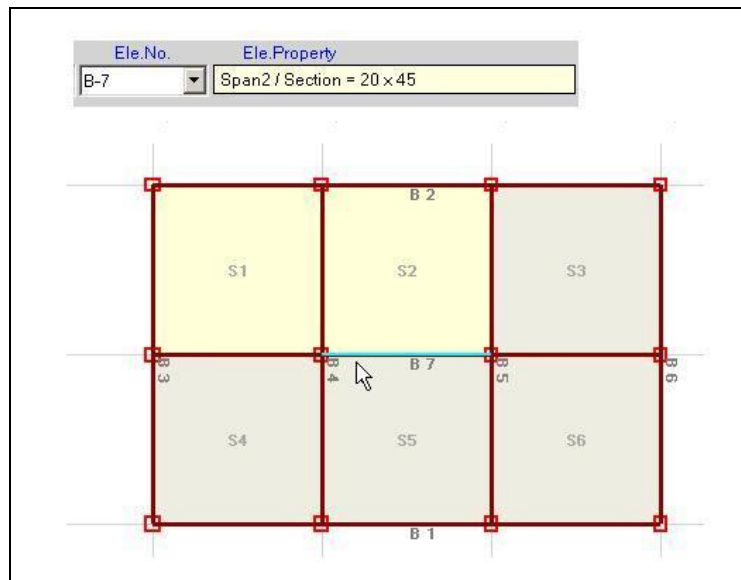 Ele.No. Ele.Property
B-7 Span2 / Section = 20 x 45
B 2
S1 S2 S3
B 3 B 4 B 7 B 5 B 6
S4 S5 S6
B 1